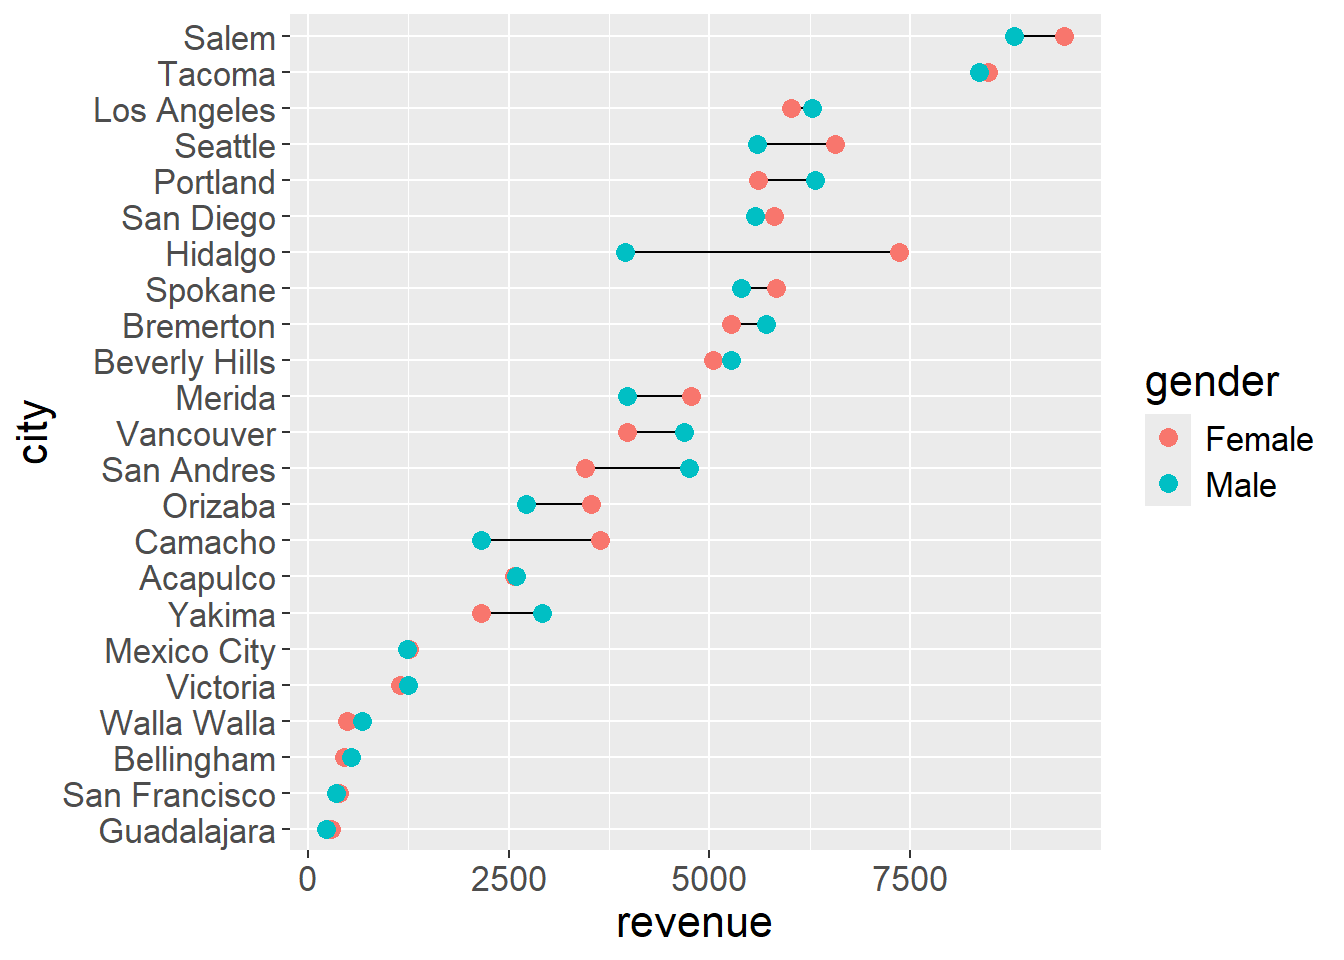 Salem
Tacoma
Los Angeles
Seattle
Portland
San Diego
Hidalgo
Spokane
Bremerton
Beverly Hills
Merida
Vancouver
San Andres
Orizaba
Camacho
Acapulco
Yakima
Mexico City
Victoria
Walla Walla
Bellingham
San Francisco
Guadalajara
city
0 2500 5000 7500
revenue
gender
Female
Male